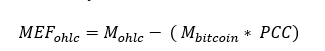 MEF_ohlc = M_ohlc − ( M_bitcoin * PCC)